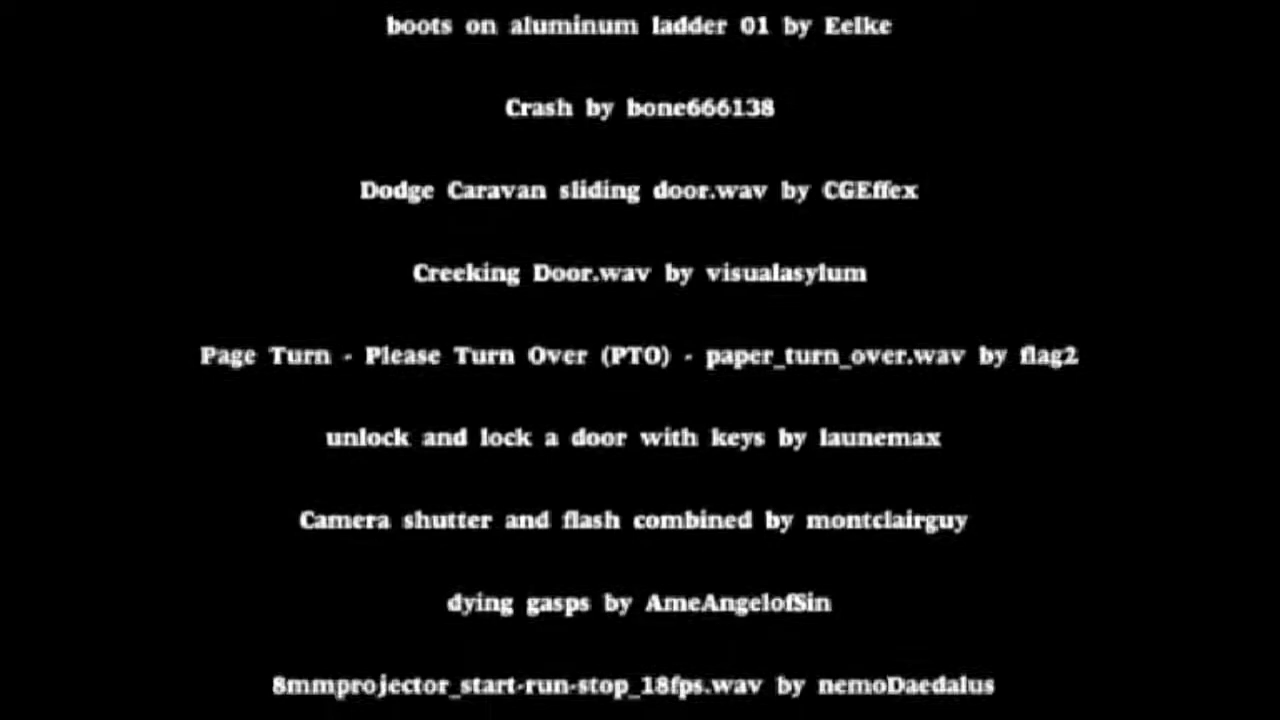 boots on aluminum ladder 01 by Eelke
Crash by bone666138
Dodge Caravan sliding door.wav by CGEffex
Creeking Door.wav by visualasylum
Page Turn - Please Turn Over (PTO) - paper_turn_over.wav by flag2
unlock and lock a door with keys by launemax
Camera shutter and flash combined by montclairguy
dying gasps by AmeAngelofSin
8mmprojector_start-run-stop_18fps.wav by nemoDaedalus